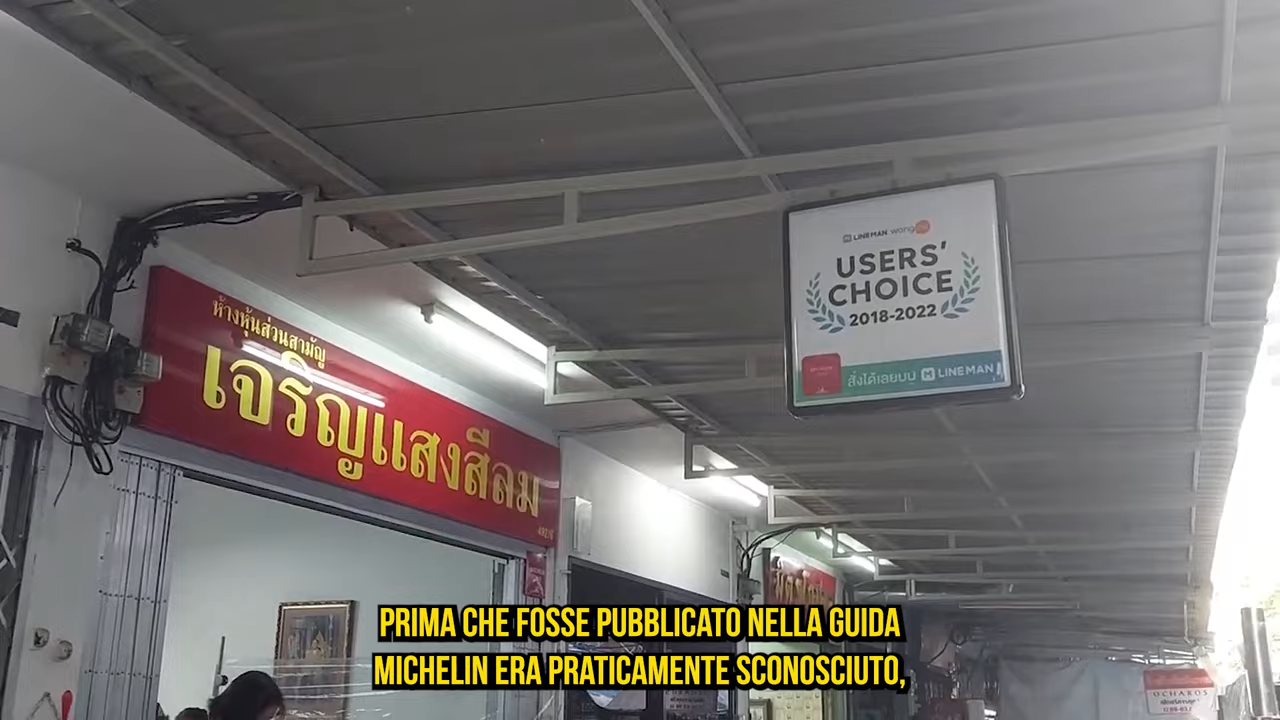 ห้างหุ้นส่วนสามัญ
เจริญแสงสีลม
LINEMAN wongnai
USERS'
CHOICE
2018-2022
สั่งได้เลยบน LINEMAN
OCHAROS
PRIMA CHE FOSSE PUBBLICATO NELLA GUIDA
MICHELIN ERA PRATICAMENTE SCONOSCIUTO,